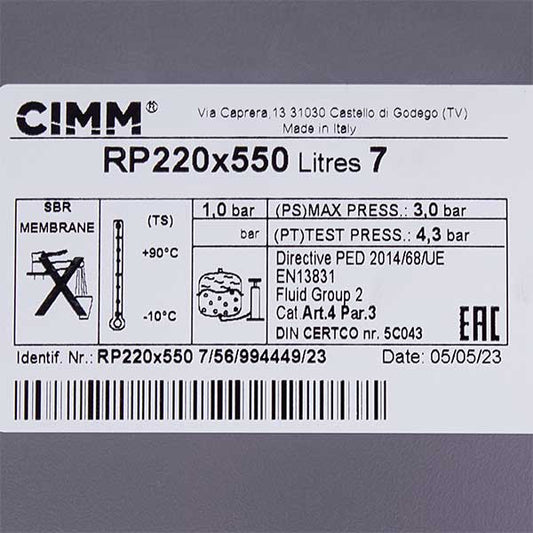 CIMM®
Via Caprera,13 31030 Castello di Godego (TV)
Made in Italy
RP220x550 Litres 7
SBR
MEMBRANE
(TS)
+90°C
-10°C
1,0 bar
bar
(PS)MAX PRESS.: 3,0 bar
(PT)TEST PRESS.: 4,3 bar
Directive PED 2014/68/UE
EN13831
Fluid Group 2
Cat.Art.4 Par.3
DIN CERTCO nr. 5C043
EAC
Identif. Nr.: RP220x550 7/56/994449/23
Date: 05/05/23